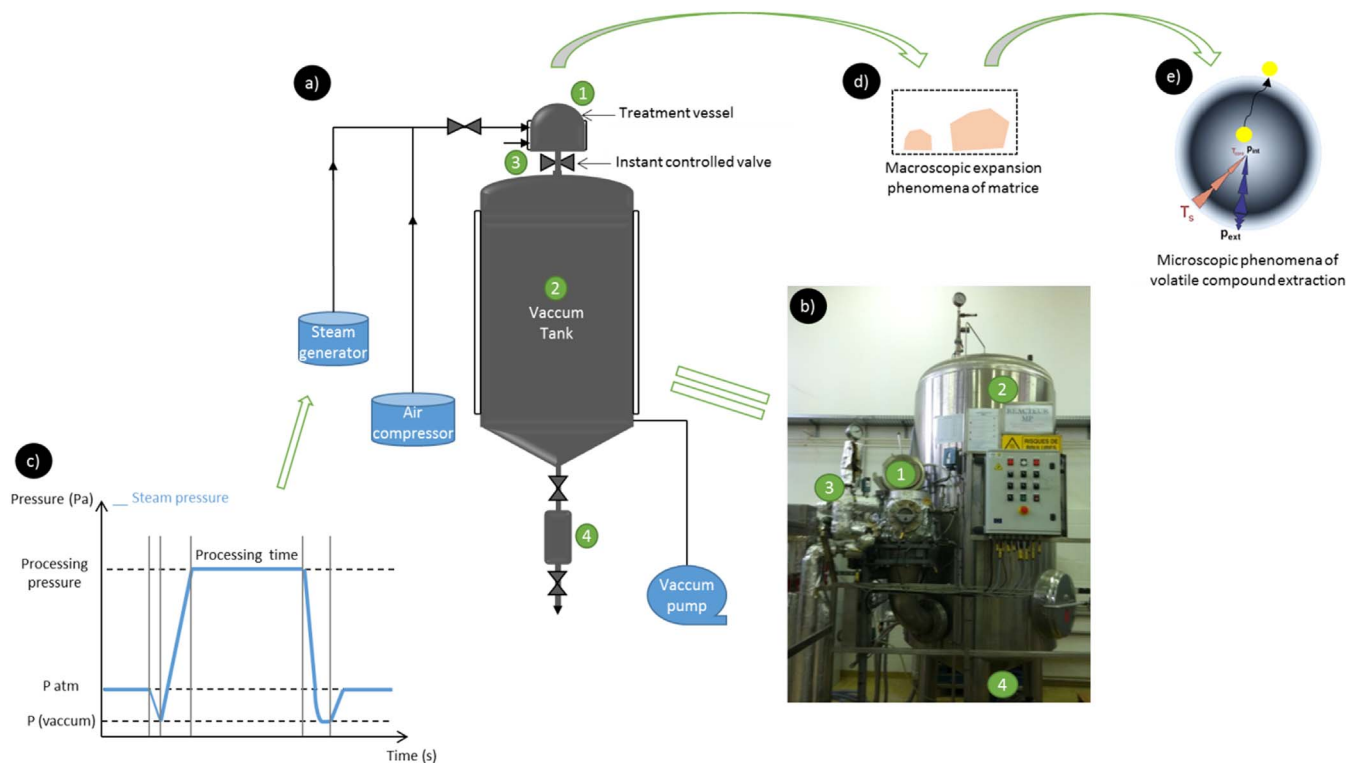 a)
1
Treatment vessel
3
Instant controlled valve
2
Vaccum
Tank
Steam
generator
Air
compressor
4
Vaccum
pump
b)
2
REACTEUR
MP
RISQUES DE
1
3
4
c)
Pressure (Pa)
__ Steam pressure
Processing
pressure
Processing time
P atm
P (vaccum)
Time (s)
d)
Macroscopic expansion
phenomena of matrice
e)
pint
Ts
pext
Microscopic phenomena of
volatile compound extraction